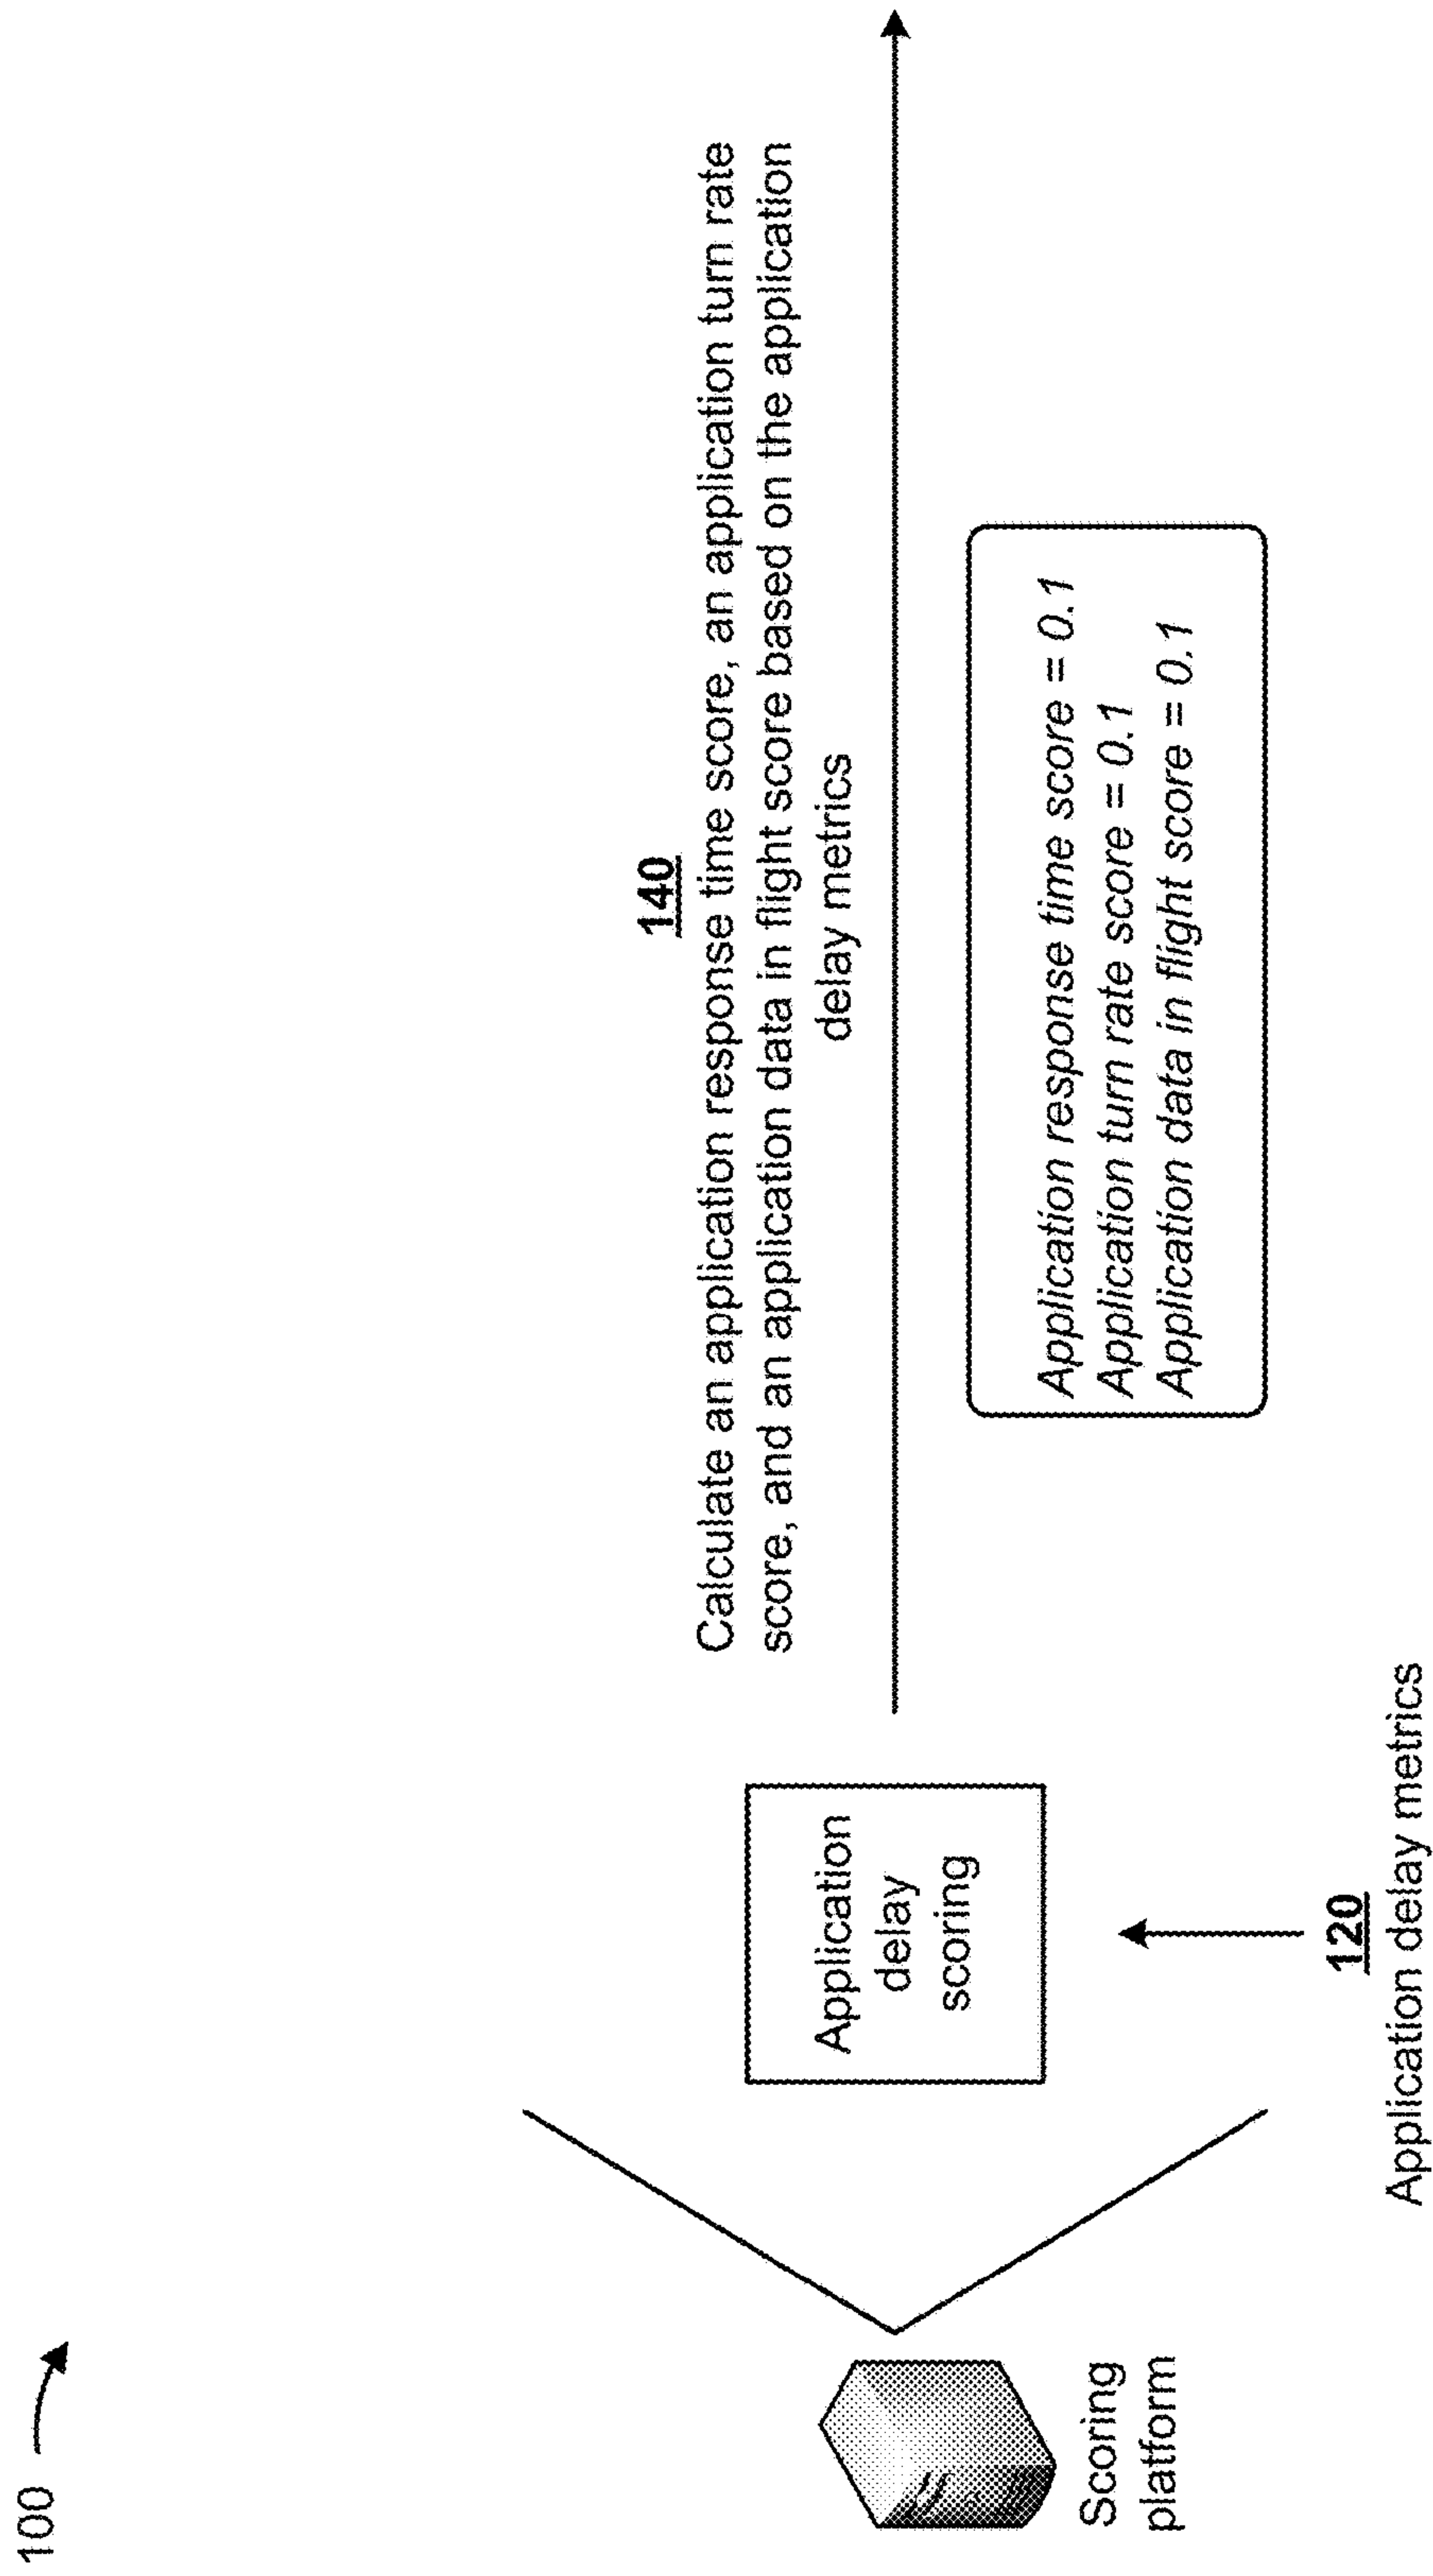 100
140
Calculate an application response time score, an application turn rate
score, and an application data in flight score based on the application
delay metrics
Application
delay
scoring
Application response time score = 0.1
Application turn rate score = 0.1
Application data in flight score = 0.1
Scoring
platform
120
Application delay metrics